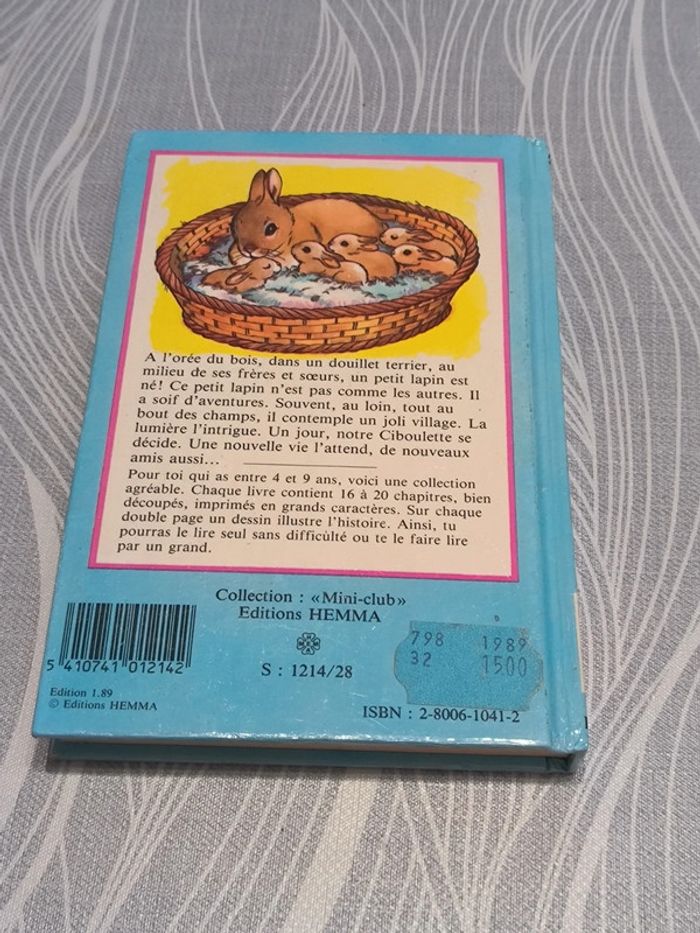 A l'orée du bois, dans un douillet terrier, au
milieu de ses frères et sœurs, un petit lapin est
né! Ce petit lapin n'est pas comme les autres. Il
a soif d'aventures. Souvent, au loin, tout au
bout des champs, il contemple un joli village. La
lumière l'intrigue. Un jour, notre Ciboulette se
décide. Une nouvelle vie l'attend, de nouveaux
amis aussi...
Pour toi qui as entre 4 et 9 ans, voici une collection
agréable. Chaque livre contient 16 à 20 chapitres, bien
découpés, imprimés en grands caractères. Sur chaque
double page un dessin illustre l'histoire. Ainsi, tu
pourras le lire seul sans difficulté ou te le faire lire
par un grand.
Collection : «Mini-club»
Editions HEMMA
S : 1214/28
798 1989
32 1500
5 410741 012142
Edition 1.89
© Editions HEMMA
ISBN : 2-8006-1041-2